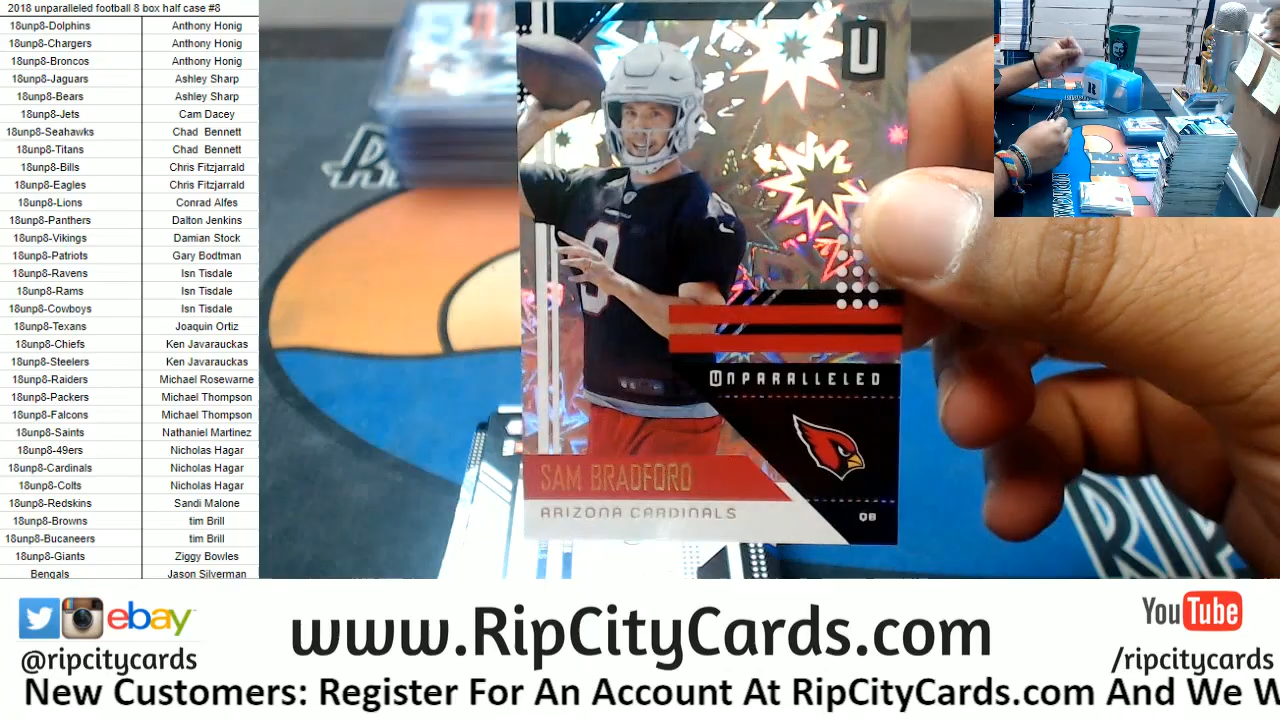 2018 unparalleled football 8 box half case #8
18unp8-Dolphins Anthony Honig
18unp8-Chargers Anthony Honig
18unp8-Broncos Anthony Honig
18unp8-Jaguars Ashley Sharp
18unp8-Bears Ashley Sharp
18unp8-Jets Cam Dacey
18unp8-Seahawks Chad Bennett
18unp8-Titans Chad Bennett
18unp8-Bills Chris Fitzjarrald
18unp8-Eagles Chris Fitzjarrald
18unp8-Lions Conrad Alfes
18unp8-Panthers Dalton Jenkins
18unp8-Vikings Damian Stock
18unp8-Patriots Gary Bodtman
18unp8-Ravens Isn Tisdale
18unp8-Rams Isn Tisdale
18unp8-Cowboys Isn Tisdale
18unp8-Texans Joaquin Ortiz
18unp8-Chiefs Ken Javarauckas
18unp8-Steelers Ken Javarauckas
18unp8-Raiders Michael Rosewarne
18unp8-Packers Michael Thompson
18unp8-Falcons Michael Thompson
18unp8-Saints Nathaniel Martinez
18unp8-49ers Nicholas Hagar
18unp8-Cardinals Nicholas Hagar
18unp8-Colts Nicholas Hagar
18unp8-Redskins Sandi Malone
18unp8-Browns tim Brill
18unp8-Bucaneers tim Brill
18unp8-Giants Ziggy Bowles
Bengals Jason Silverman
U
9
UNPARALLELED
SAM BRADFORD
ARIZONA CARDINALS
QB
RIP
ebay
@ripcitycards
www.RipCityCards.com
YouTube
/ripcitycards
New Customers: Register For An Account At RipCityCards.com And We W